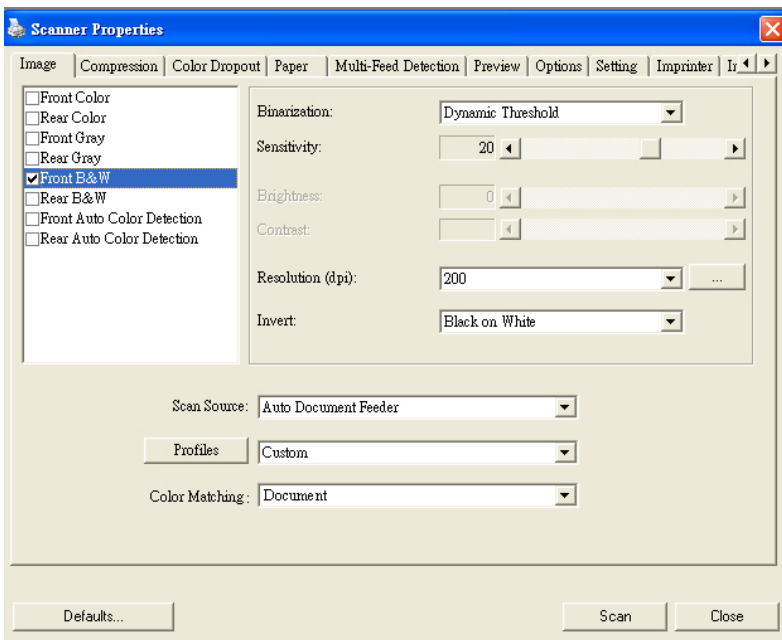 Scanner Properties
Image Compression Color Dropout Paper Multi-Feed Detection Preview Options Setting Imprinter
Front Color
Rear Color
Front Gray
Rear Gray
Front B&W
Rear B&W
Front Auto Color Detection
Rear Auto Color Detection
Binarization: Dynamic Threshold
Sensitivity: 20
Brightness: 0
Contrast:
Resolution (dpi): 200 ...
Invert: Black on White
Scan Source: Auto Document Feeder
Profiles Custom
Color Matching: Document
Defaults... Scan Close